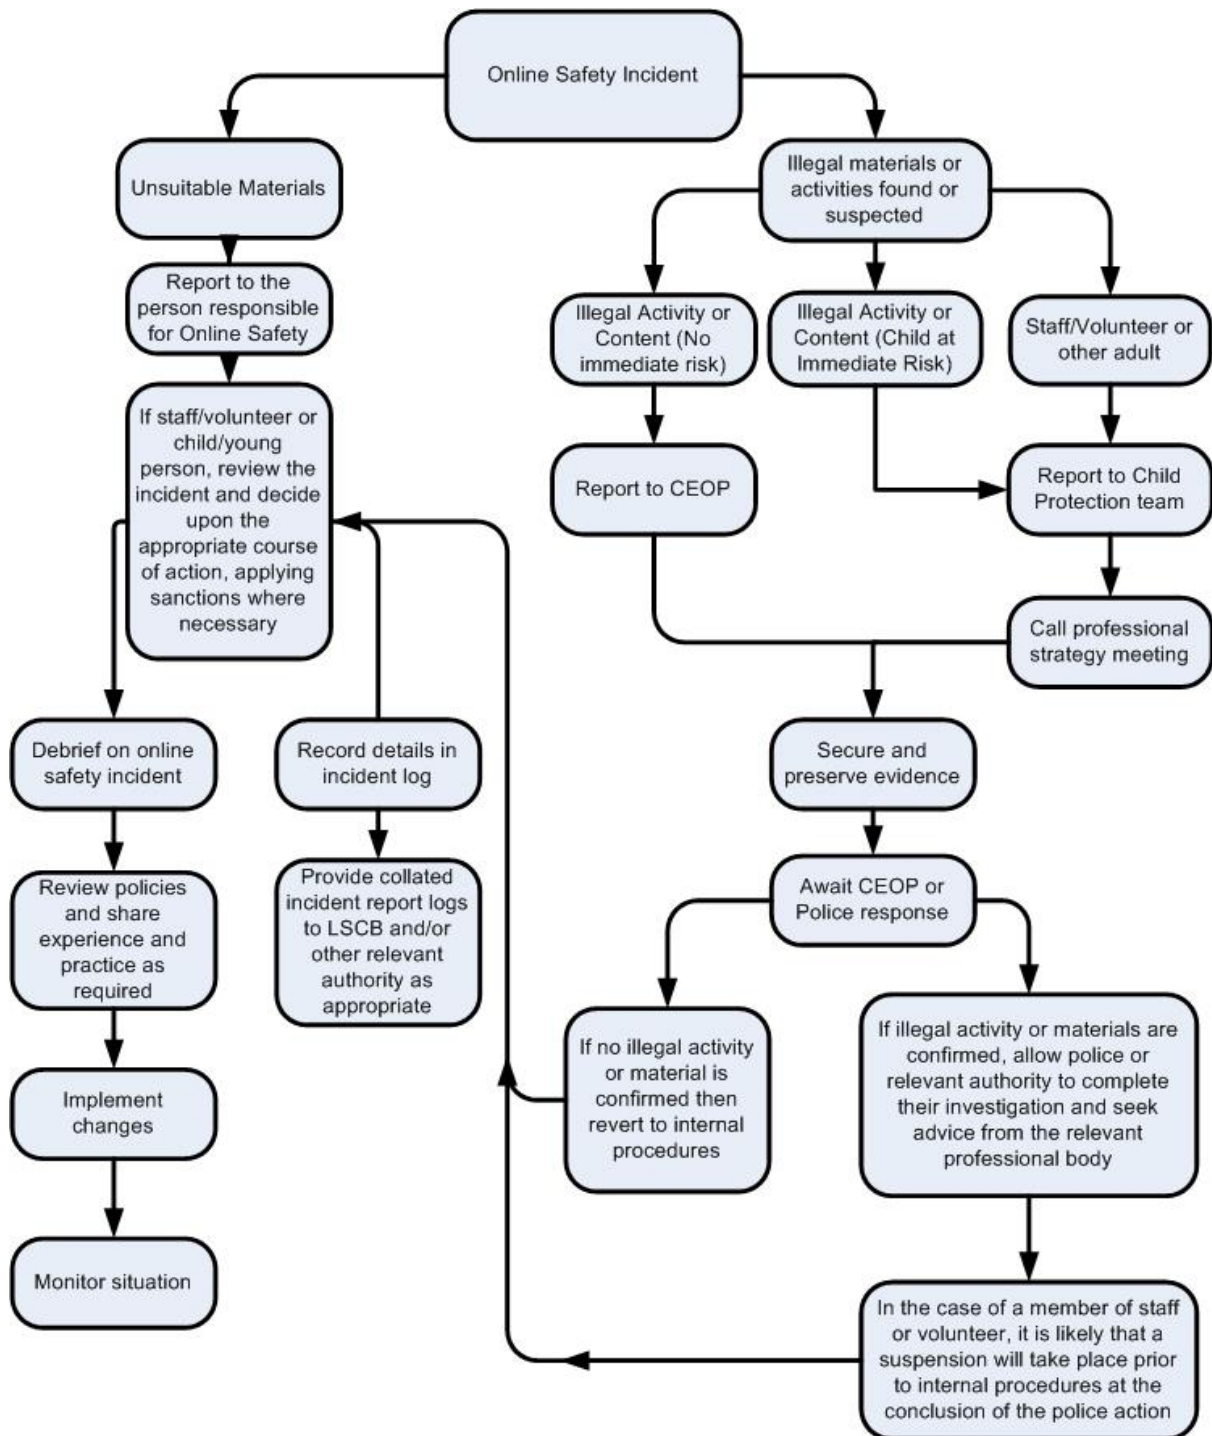 Online Safety Incident
Unsuitable Materials
Illegal materials or
activities found or
suspected
Report to the
person responsible
for Online Safety
Illegal Activity or
Content (No
immediate risk)
Illegal Activity or
Content (Child at
Immediate Risk)
Staff/Volunteer or
other adult
If staff/volunteer or
child/young
person, review the
incident and decide
upon the
appropriate course
of action, applying
sanctions where
necessary
Report to CEOP
Report to Child
Protection team
Call professional
strategy meeting
Debrief on online
safety incident
Record details in
incident log
Secure and
preserve evidence
Review policies
and share
experience and
practice as
required
Provide collated
incident report logs
to LSCB and/or
other relevant
authority as
appropriate
Await CEOP or
Police response
If no illegal activity
or material is
confirmed then
revert to internal
procedures
If illegal activity or materials are
confirmed, allow police or
relevant authority to complete
their investigation and seek
advice from the relevant
professional body
Implement
changes
Monitor situation
In the case of a member of staff
or volunteer, it is likely that a
suspension will take place prior
to internal procedures at the
conclusion of the police action